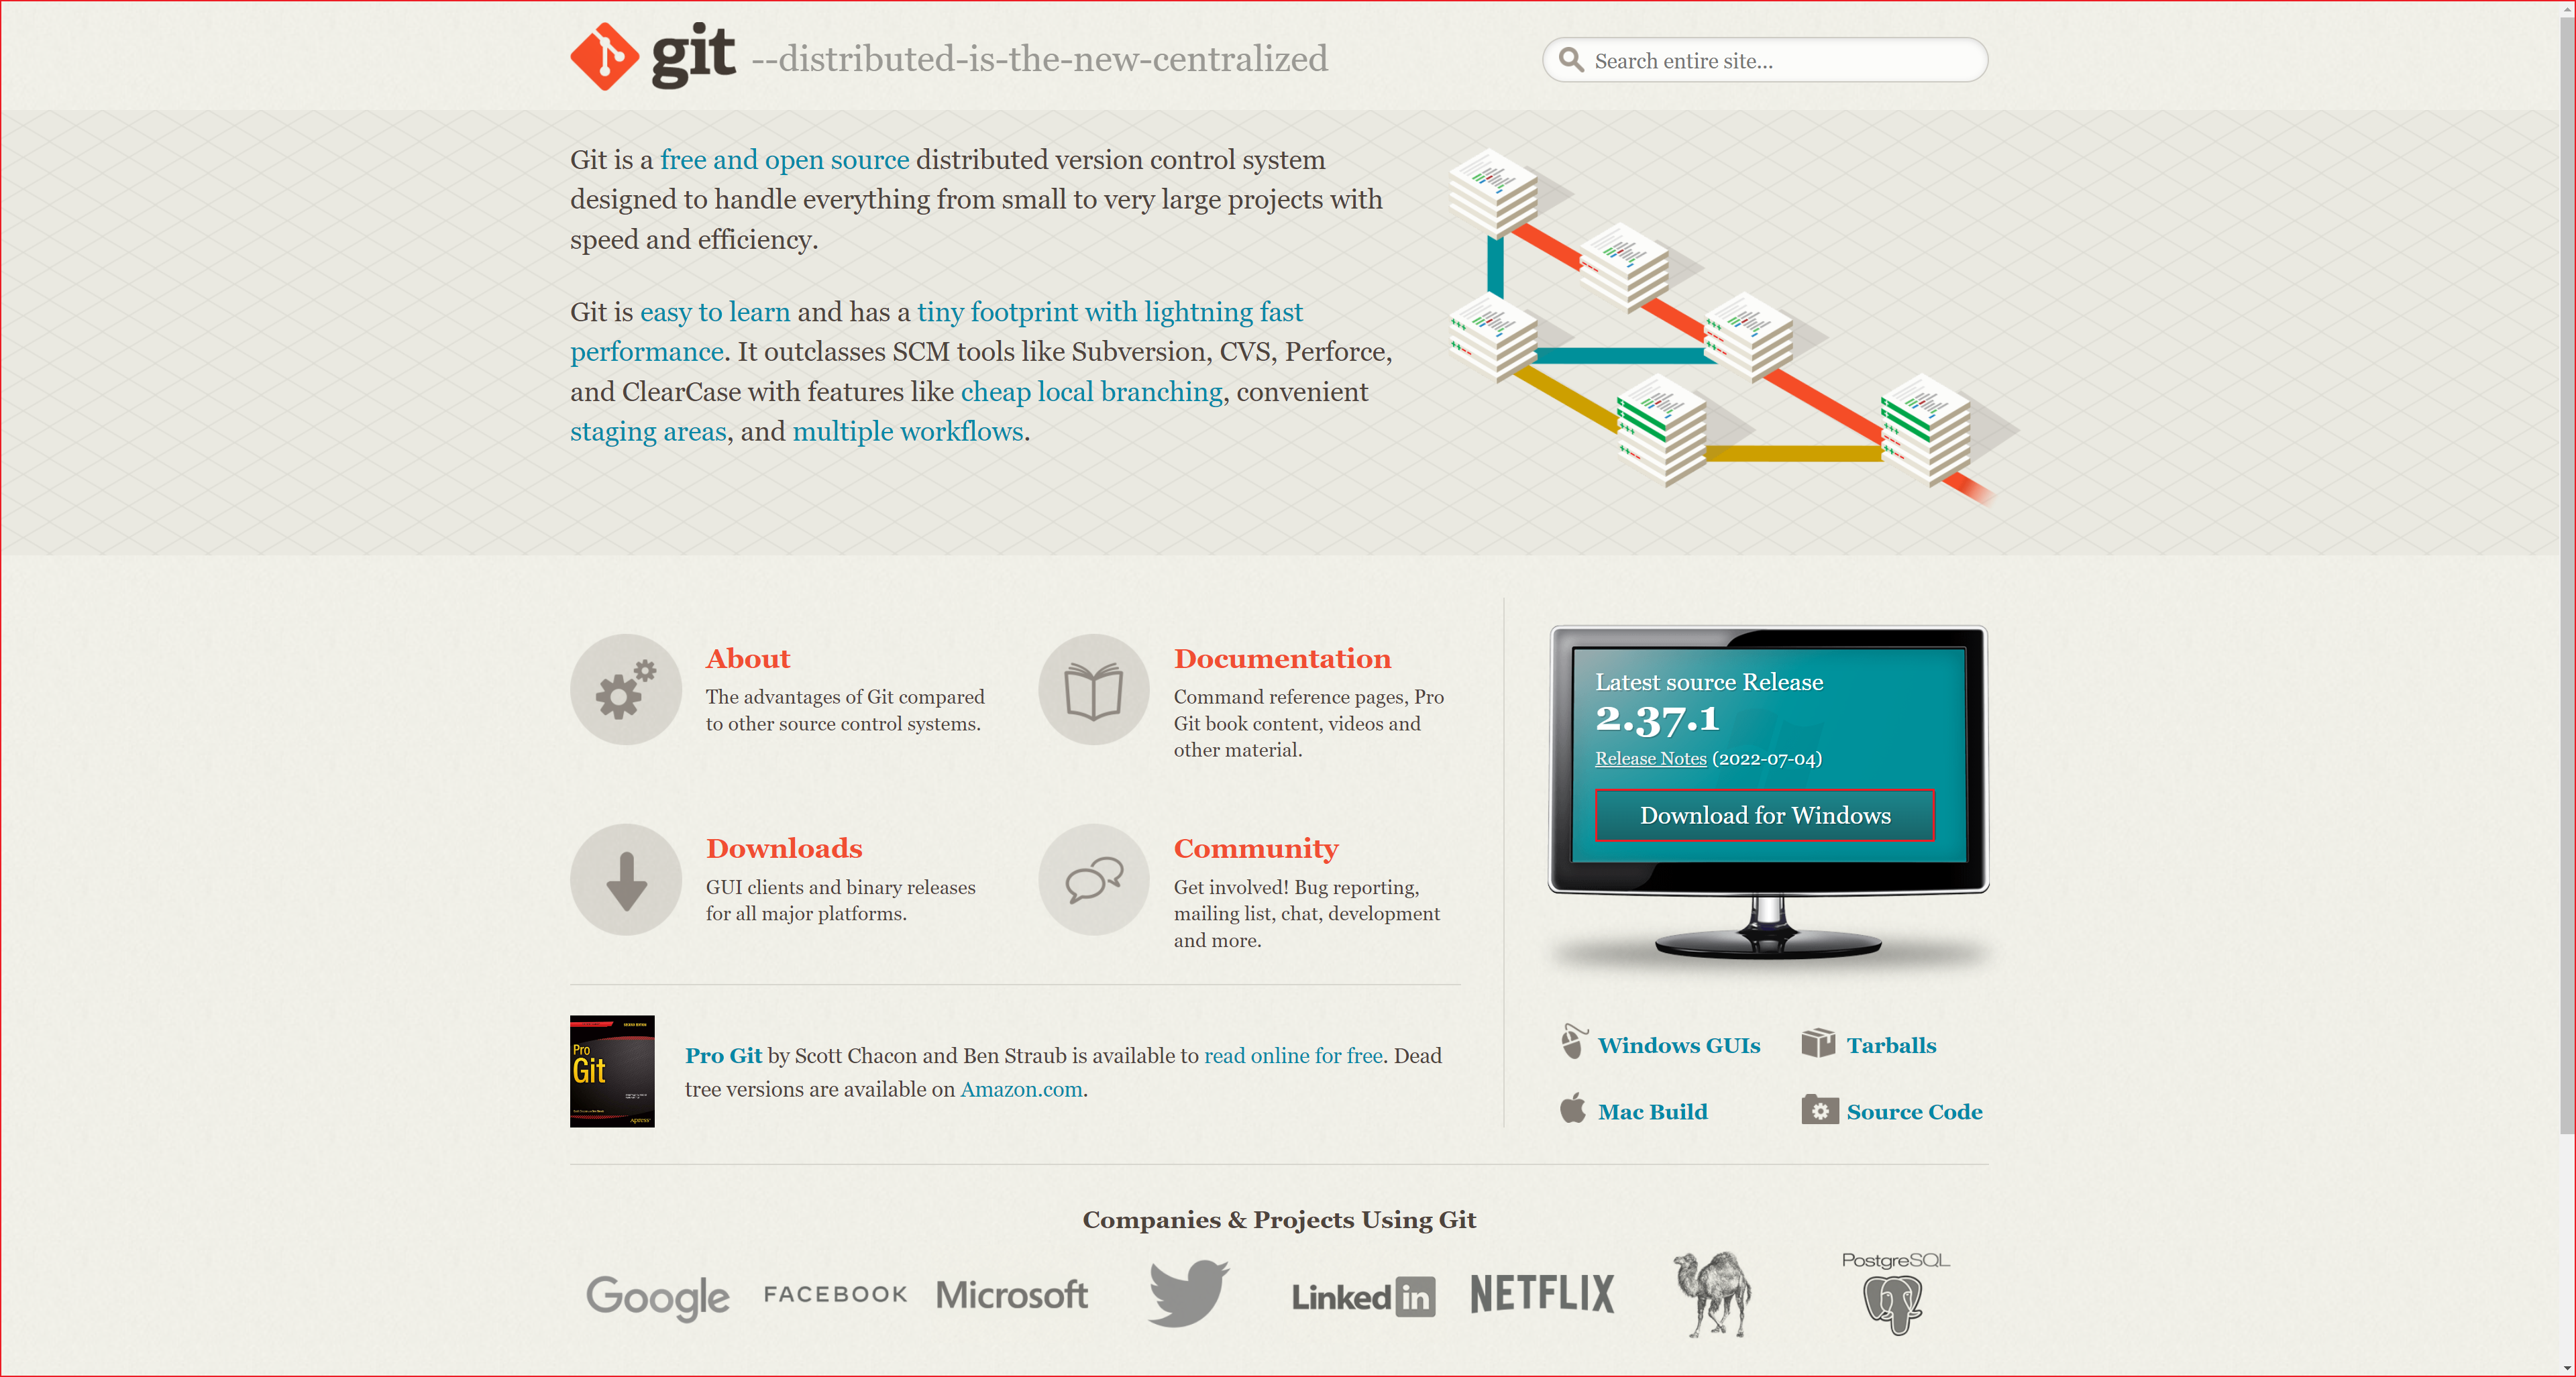 git --distributed-is-the-new-centralized
Search entire site...
Git is a free and open source distributed version control system
designed to handle everything from small to very large projects with
speed and efficiency.
Git is easy to learn and has a tiny footprint with lightning fast
performance. It outclasses SCM tools like Subversion, CVS, Perforce,
and ClearCase with features like cheap local branching, convenient
staging areas, and multiple workflows.
About
The advantages of Git compared
to other source control systems.
Documentation
Command reference pages, Pro
Git book content, videos and
other material.
Downloads
GUI clients and binary releases
for all major platforms.
Community
Get involved! Bug reporting,
mailing list, chat, development
and more.
Latest source Release
2.37.1
Release Notes (2022-07-04)
Download for Windows
Pro
Git
Apress
Pro Git by Scott Chacon and Ben Straub is available to read online for free. Dead
tree versions are available on Amazon.com.
Windows GUIs
Tarballs
Mac Build
Source Code
Companies & Projects Using Git
Google
FACEBOOK
Microsoft
Linked in
NETFLIX
PostgreSQL